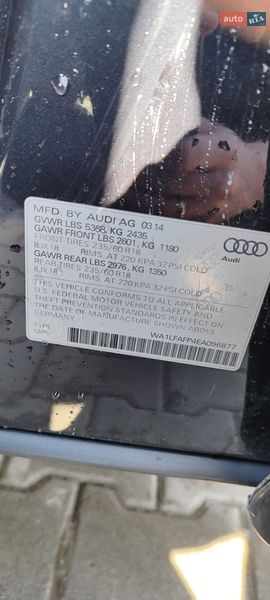 auto RIA
MFD. BY AUDI AG 03 14
GVWR LBS 5368, KG 2435
GAWR FRONT LBS 2601, KG 1180
FRONT TIRES 235/60 R18
8JX18 RIMS, AT 220 KPA 32 PSI COLD
GAWR REAR LBS 2976, KG 1350
REAR TIRES 235/60 R18
8JX18 RIMS, AT 220 KPA 32 PSI COLD
Audi
THIS VEHICLE CONFORMS TO ALL APPLICABLE
U.S. FEDERAL MOTOR VEHICLE SAFETY AND
THEFT PREVENTION STANDARDS IN EFFECT ON
THE DATE OF MANUFACTURE SHOWN ABOVE
GERMANY
WA1LFAFP4EA096877
TYPE:
MPV